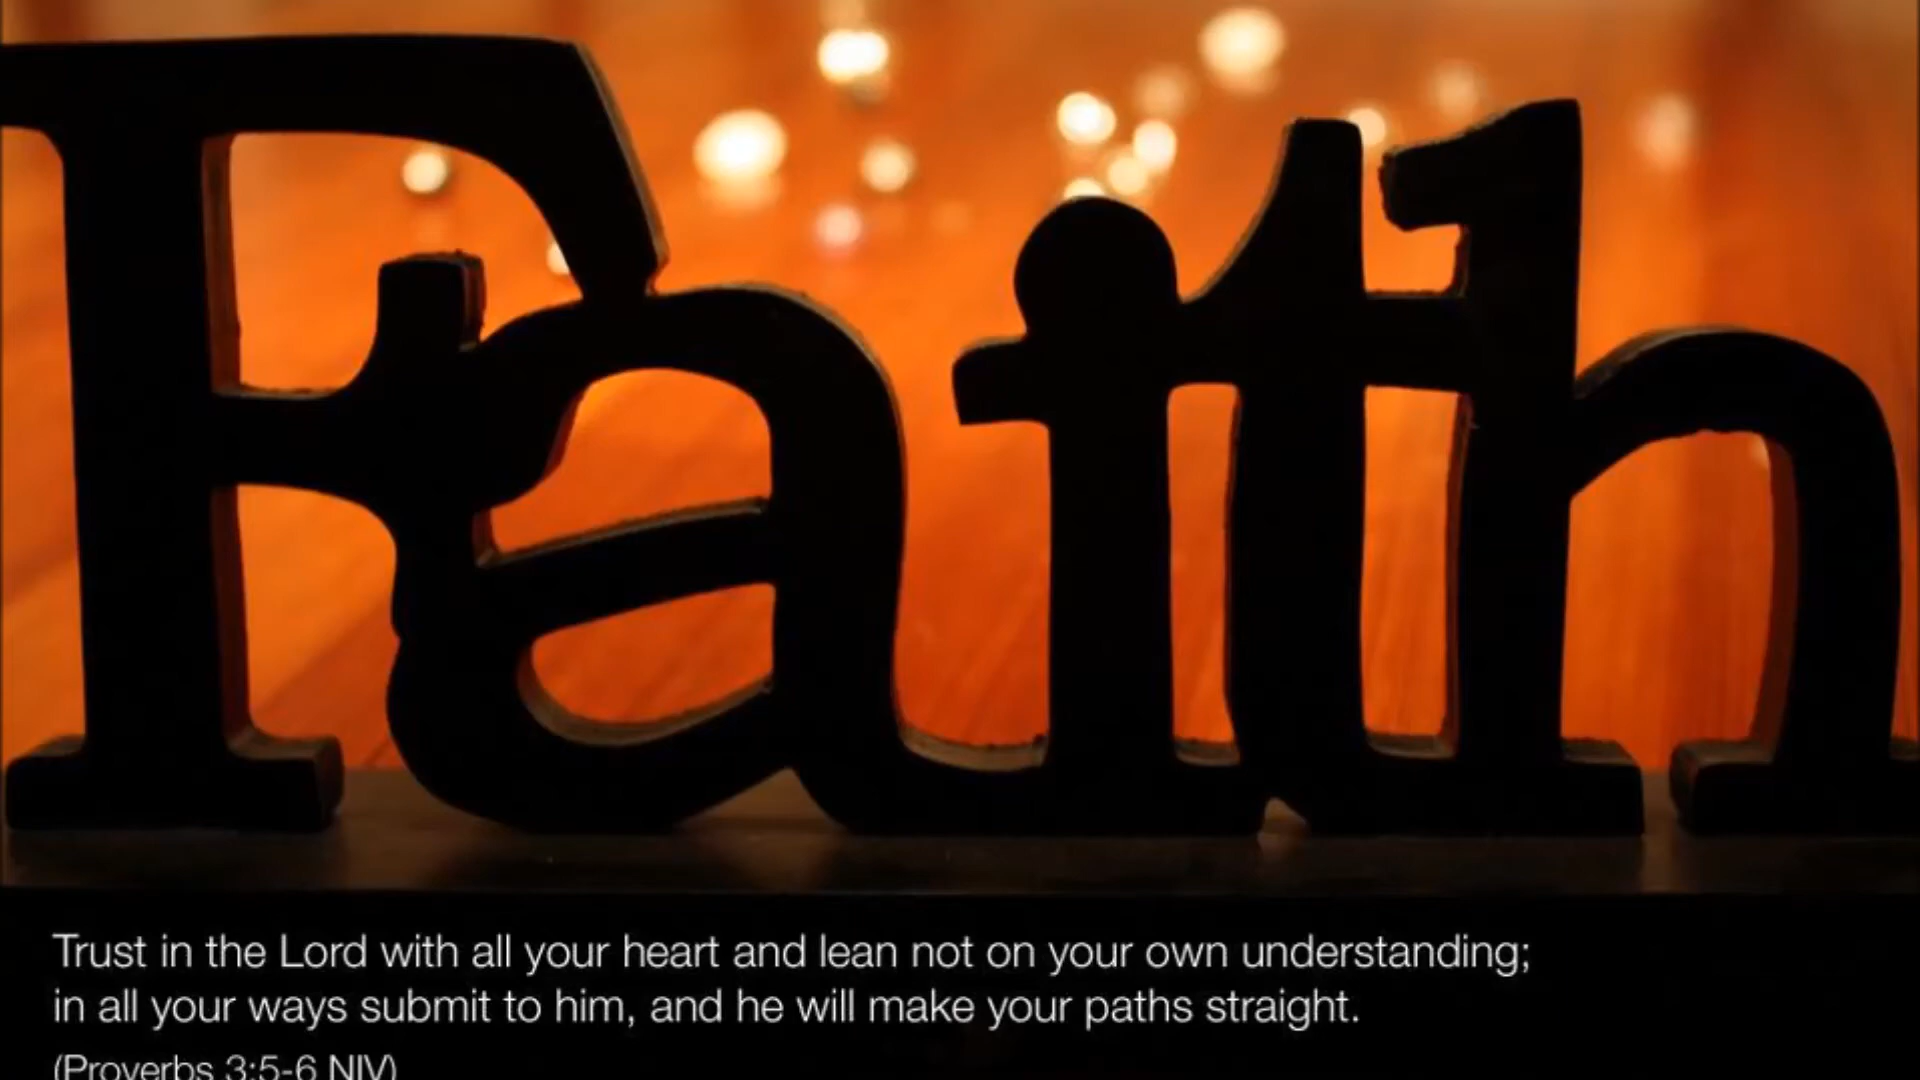 Faith
Trust in the Lord with all your heart and lean not on your own understanding;
in all your ways submit to him, and he will make your paths straight.
(Proverbs 3:5-6 NIV)